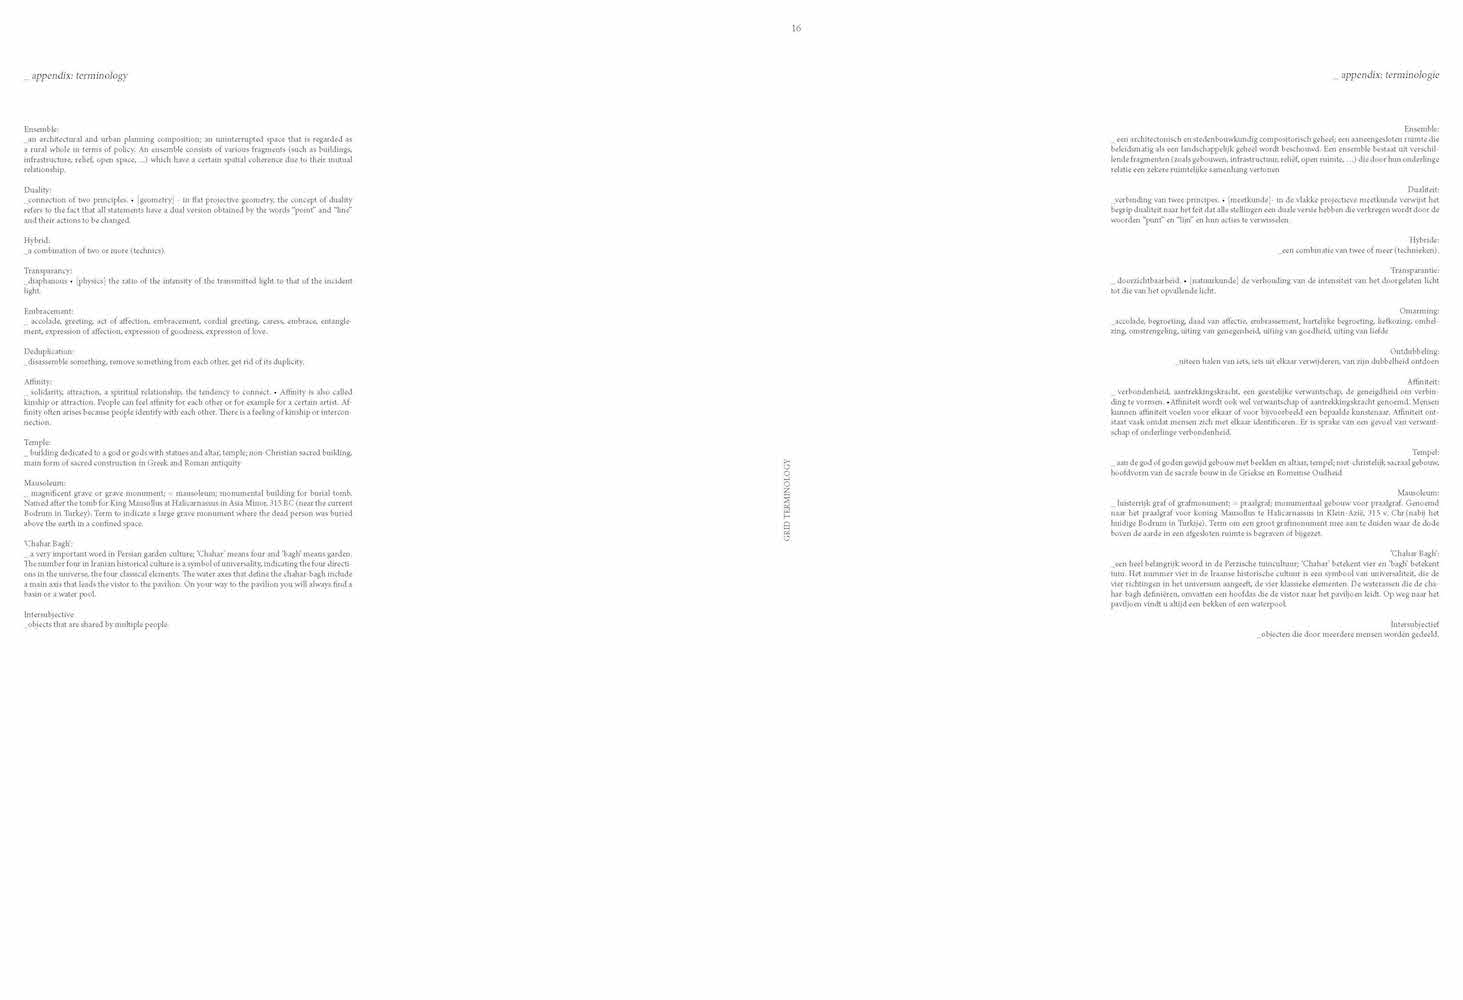 16
_ appendix: terminology
Ensemble:
_an architectural and urban planning composition; an uninterrupted space that is regarded as
a rural whole in terms of policy. An ensemble consists of various fragments (such as buildings,
infrastructure, relief, open space, ...) which have a certain spatial coherence due to their mutual
relationship.
Duality:
_connection of two principles. • [geometry] - in flat projective geometry, the concept of duality
refers to the fact that all statements have a dual version obtained by the words "point" and "line"
and their actions to be changed.
Hybrid:
_a combination of two or more (technics).
Transparancy:
_diaphanous • [physics] the ratio of the intensity of the transmitted light to that of the incident
light.
Embracement:
_ accolade, greeting, act of affection, embracement, cordial greeting, caress, embrace, entangle-
ment, expression of affection, expression of goodness, expression of love.
Deduplication:
_disassemble something, remove something from each other, get rid of its duplicity.
Affinity:
_ solidarity, attraction, a spiritual relationship, the tendency to connect. • Affinity is also called
kinship or attraction. People can feel affinity for each other or for example for a certain artist. Af-
finity often arises because people identify with each other. There is a feeling of kinship or intercon-
nection.
Temple:
_ building dedicated to a god or gods with statues and altar, temple; non-Christian sacred building,
main form of sacred construction in Greek and Roman antiquity
Mausoleum:
_ magnificent grave or grave monument; = mausoleum; monumental building for burial tomb.
Named after the tomb for King Mausollus at Halicarnassus in Asia Minor, 315 BC (near the current
Bodrum in Turkey). Term to indicate a large grave monument where the dead person was buried
above the earth in a confined space.
'Chahar Bagh':
_ a very important word in Persian garden culture; 'Chahar' means four and 'bagh' means garden.
The number four in Iranian historical culture is a symbol of universality, indicating the four directi-
ons in the universe, the four classical elements. The water axes that define the chahar-bagh include
a main axis that leads the vistor to the pavilion. On your way to the pavilion you will always find a
basin or a water pool.
Intersubjective
_ objects that are shared by multiple people.
GRID TERMINOLOGY
_ appendix: terminologie
Ensemble:
_ een architectonisch en stedenbouwkundig compositorisch geheel; een aaneengesloten ruimte die
beleidsmatig als een landschappelijk geheel wordt beschouwd. Een ensemble bestaat uit verschil-
lende fragmenten (zoals gebouwen, infrastructuur, reliëf, open ruimte, …) die door hun onderlinge
relatie een zekere ruimtelijke samenhang vertonen
Dualiteit:
_verbinding van twee principes. • [meetkunde]- in de vlakke projectieve meetkunde verwijst het
begrip dualiteit naar het feit dat alle stellingen een duale versie hebben die verkregen wordt door de
woorden "punt" en "lijn" en hun acties te verwisselen.
Hybride:
_een combinatie van twee of meer (technieken).
Transparantie:
_ doorzichtbaarheid. • [natuurkunde] de verhouding van de intensiteit van het doorgelaten licht
tot die van het opvallende licht.
Omarming:
_accolade, begroeting, daad van affectie, embrassement, hartelijke begroeting, liefkozing, omhel-
zing, omstrengeling, uiting van genegenheid, uiting van goedheid, uiting van liefde
Ontdubbeling:
_uiteen halen van iets, iets uit elkaar verwijderen, van zijn dubbelheid ontdoen
Affiniteit:
_ verbondenheid, aantrekkingskracht, een geestelijke verwantschap, de geneigdheid om verbin-
ding te vormen. •Affiniteit wordt ook wel verwantschap of aantrekkingskracht genoemd. Mensen
kunnen affiniteit voelen voor elkaar of voor bijvoorbeeld een bepaalde kunstenaar. Affiniteit ont-
staat vaak omdat mensen zich met elkaar identificeren. Er is sprake van een gevoel van verwant-
schap of onderlinge verbondenheid.
Tempel:
_ aan de god of goden gewijd gebouw met beelden en altaar, tempel; niet-christelijk sacraal gebouw,
hoofdvorm van de sacrale bouw in de Griekse en Romeinse Oudheid
Mausoleum:
_ luisterrijk graf of grafmonument; = praalgraf; monumentaal gebouw voor praalgraf. Genoemd
naar het praalgraf voor koning Mausollus te Halicarnassus in Klein-Azië, 315 v. Chr (nabij het
huidige Bodrum in Turkije). Term om een groot grafmonument mee aan te duiden waar de dode
boven de aarde in een afgesloten ruimte is begraven of bijgezet.
'Chahar Bagh':
_een heel belangrijk woord in de Perzische tuincultuur; 'Chahar' betekent vier en 'bagh' betekent
tuin. Het nummer vier in de Iraanse historische cultuur is een symbool van universaliteit, die de
vier richtingen in het universum aangeeft, de vier klassieke elementen. De waterassen die de cha-
har-bagh definiëren, omvatten een hoofdas die de vistor naar het paviljoen leidt. Op weg naar het
paviljoen vindt u altijd een bekken of een waterpool.
Intersubjectief
_objecten die door meerdere mensen worden gedeeld.